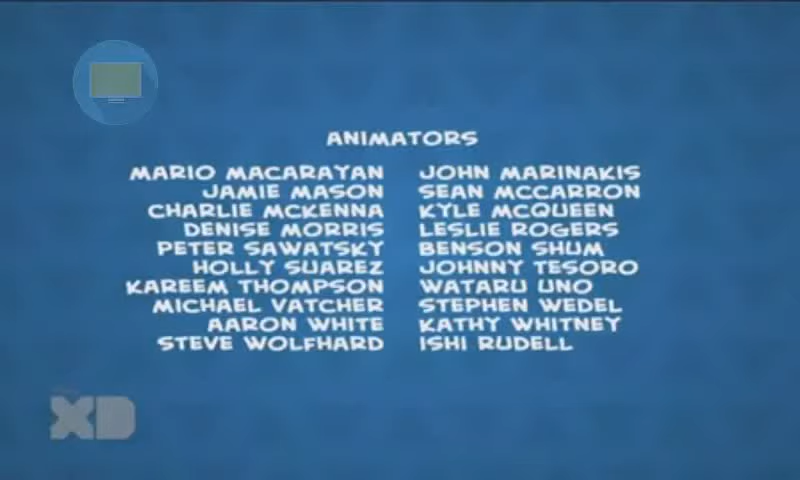 ANIMATORS
MARIO MACARAYAN JOHN MARINAKIS
JAMIE MASON SEAN MCCARRON
CHARLIE MCKENNA KYLE MCQUEEN
DENISE MORRIS LESLIE ROGERS
PETER SAWATSKY BENSON SHUM
HOLLY SUAREZ JOHNNY TESORO
KAREEM THOMPSON WATARU UNO
MICHAEL VATCHER STEPHEN WEDEL
AARON WHITE KATHY WHITNEY
STEVE WOLFHARD ISHI RUDELL
XD